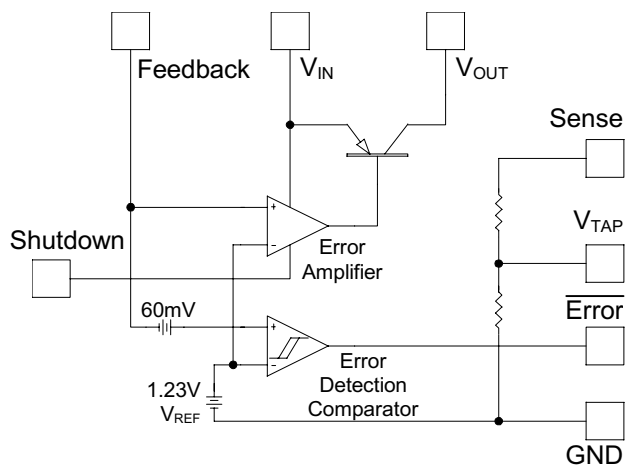 Feedback
V_IN
V_OUT
Sense
Shutdown
+
-
Error
Amplifier
V_TAP
60mV
+
-
Error
Error
Detection
Comparator
1.23V
V_REF
GND